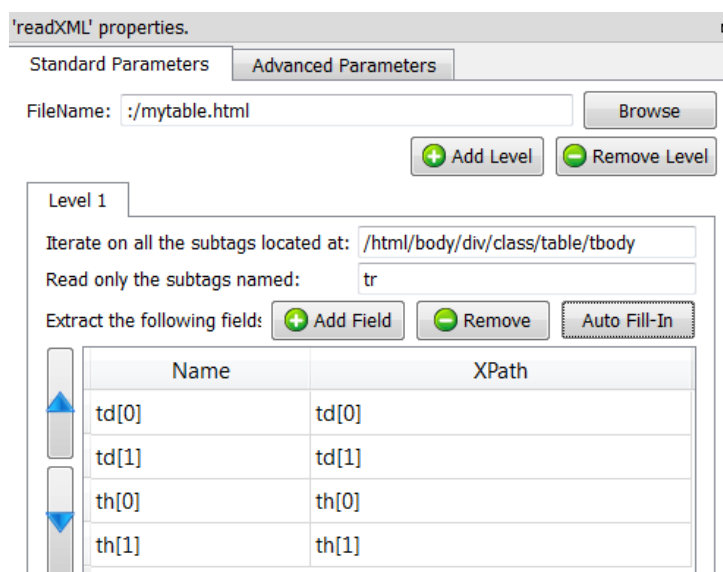 'readXML' properties.
Standard Parameters Advanced Parameters
FileName: :/mytable.html Browse
Add Level Remove Level
Level 1
Iterate on all the subtags located at: /html/body/div/class/table/tbody
Read only the subtags named: tr
Extract the following fields Add Field Remove Auto Fill-In
Name XPath
td[0] td[0]
td[1] td[1]
th[0] th[0]
th[1] th[1]